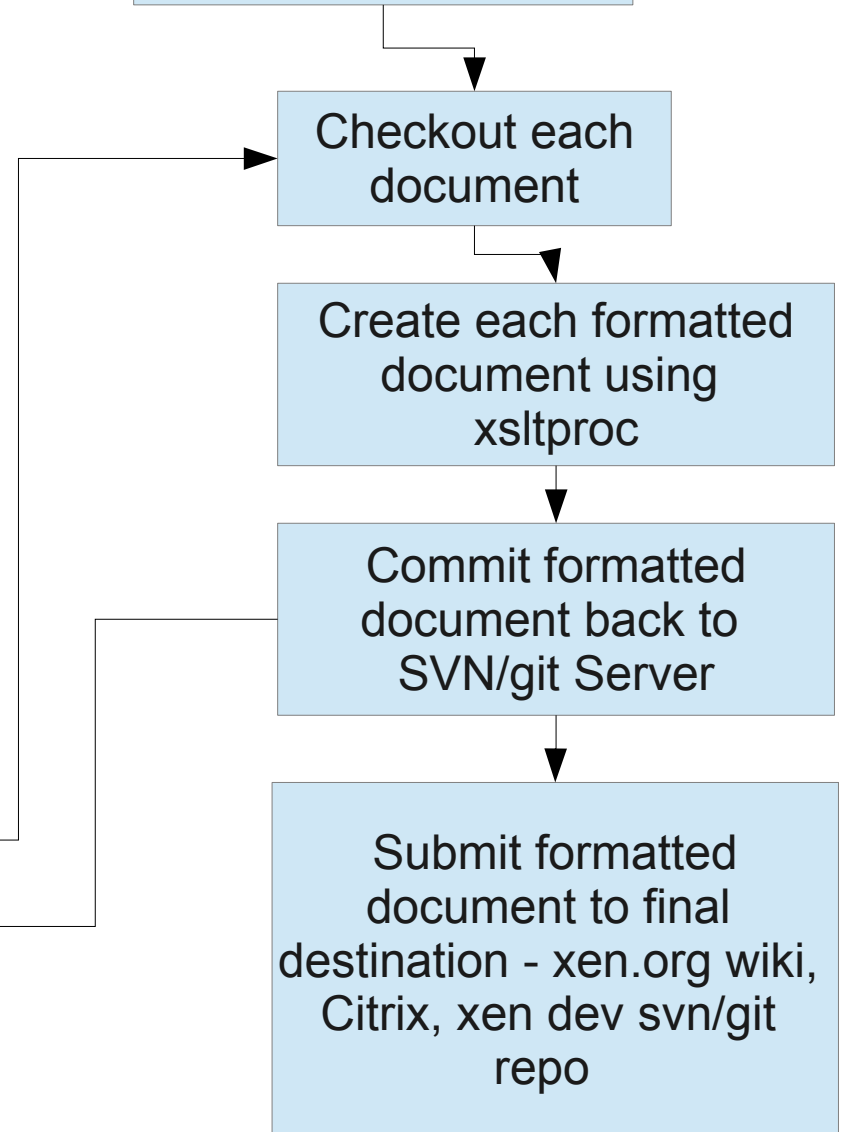 Checkout each
document
Create each formatted
document using
xsltproc
Commit formatted
document back to
SVN/git Server
Submit formatted
document to final
destination - xen.org wiki,
Citrix, xen dev svn/git
repo